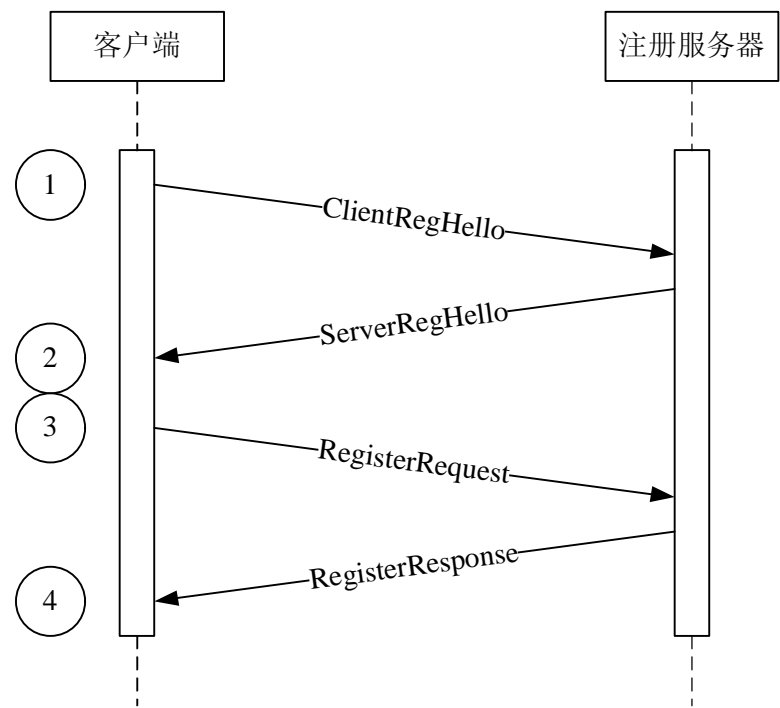 客户端
注册服务器
1
ClientRegHello
ServerRegHello
2
3
RegisterRequest
RegisterResponse
4